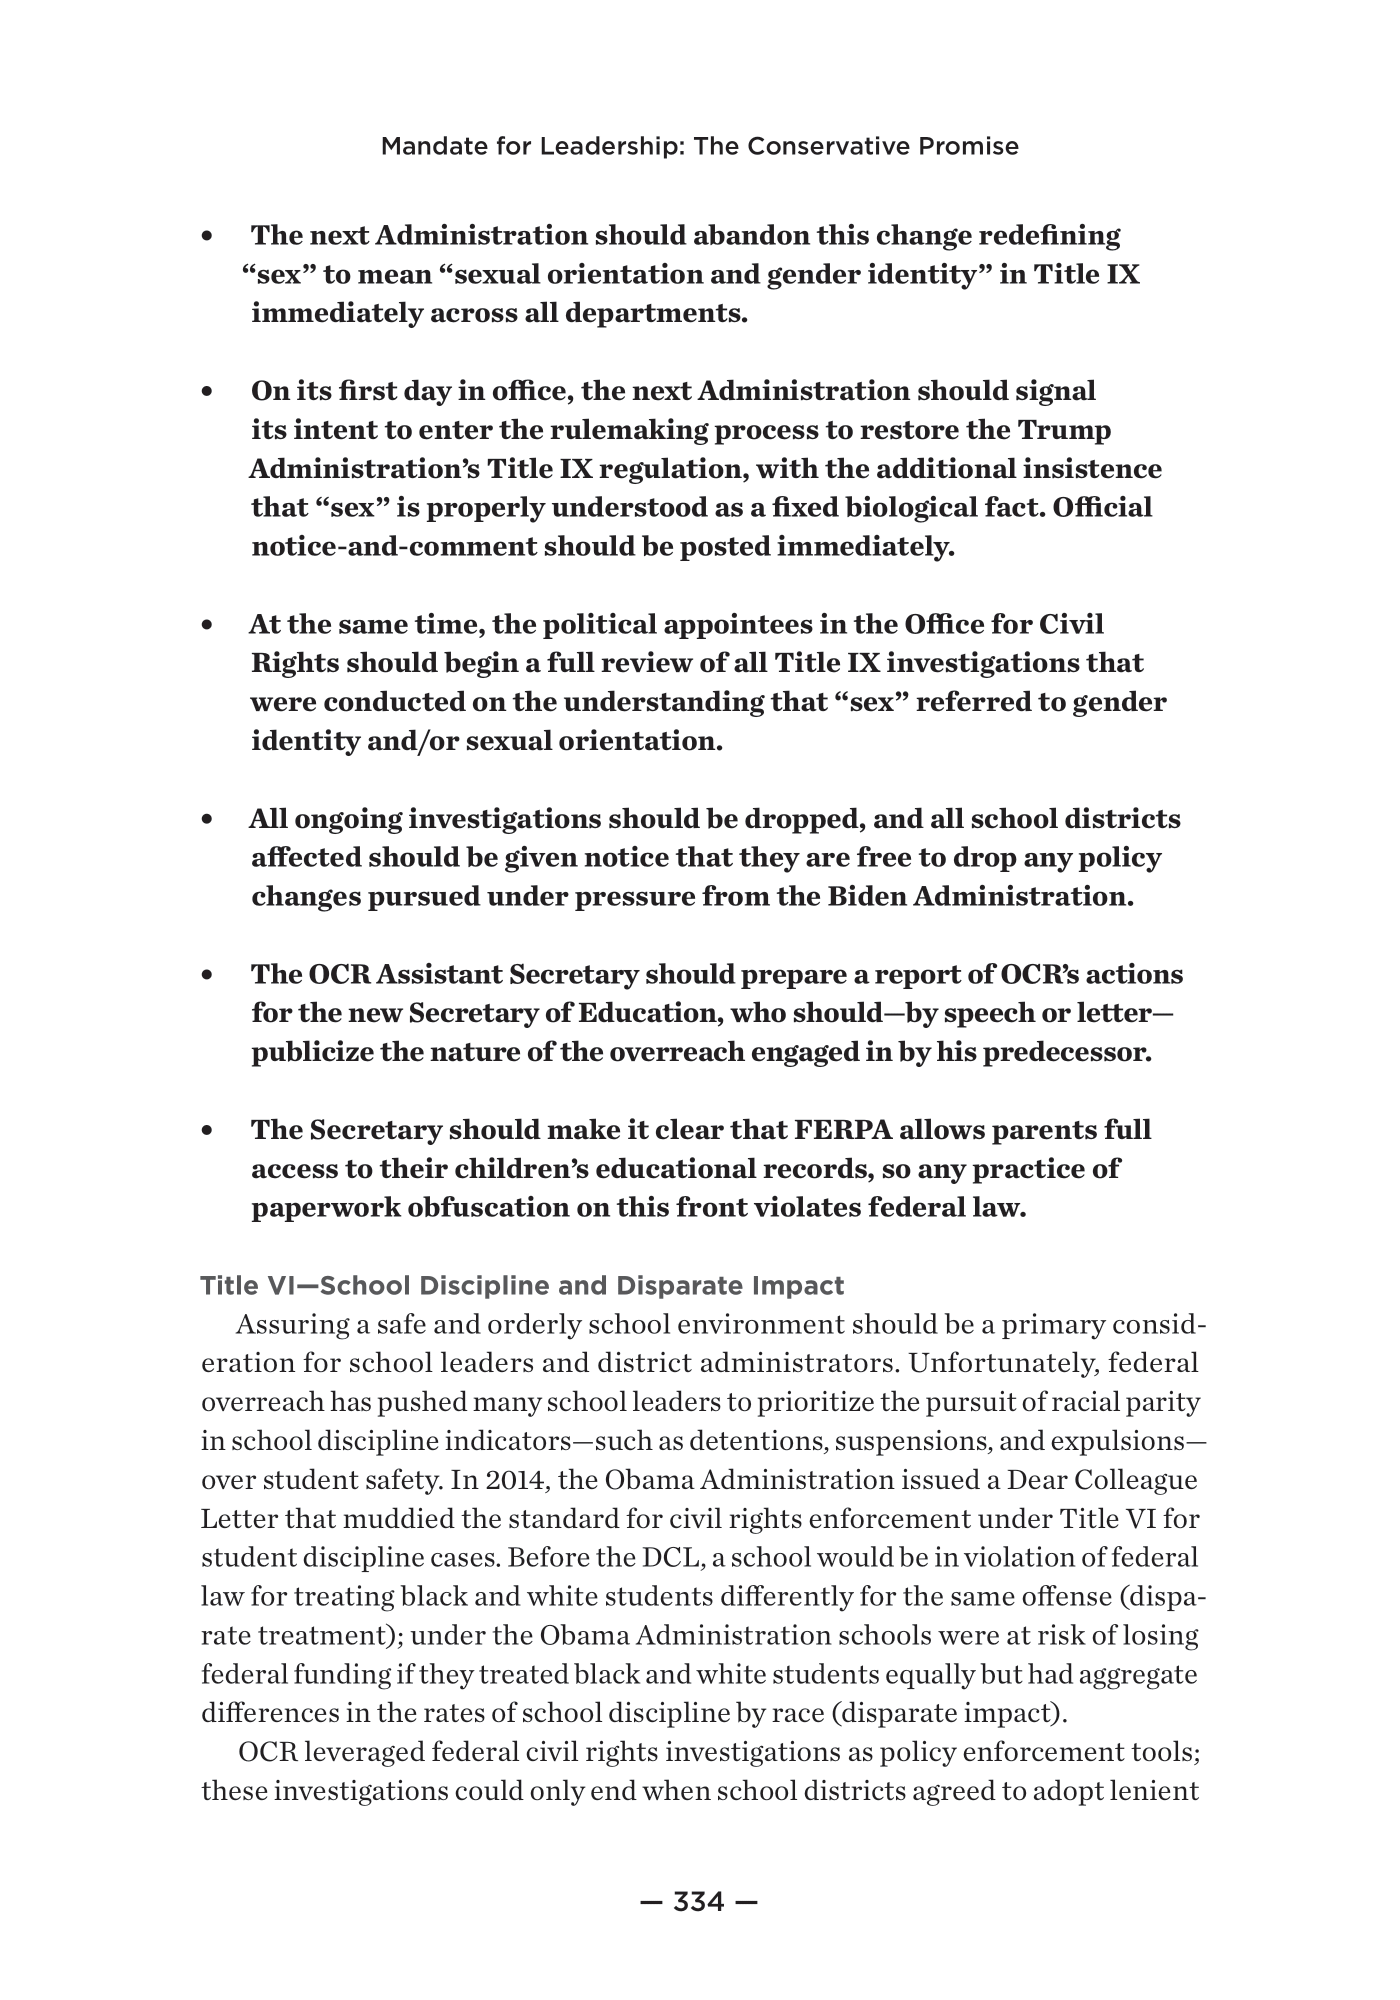 Mandate for Leadership: The Conservative Promise
• The next Administration should abandon this change redefining
“sex” to mean “sexual orientation and gender identity” in Title IX
immediately across all departments.
• On its first day in office, the next Administration should signal
its intent to enter the rulemaking process to restore the Trump
Administration’s Title IX regulation, with the additional insistence
that “sex” is properly understood as a fixed biological fact. Official
notice-and-comment should be posted immediately.
• At the same time, the political appointees in the Office for Civil
Rights should begin a full review of all Title IX investigations that
were conducted on the understanding that “sex” referred to gender
identity and/or sexual orientation.
• All ongoing investigations should be dropped, and all school districts
affected should be given notice that they are free to drop any policy
changes pursued under pressure from the Biden Administration.
• The OCR Assistant Secretary should prepare a report of OCR’s actions
for the new Secretary of Education, who should—by speech or letter—
publicize the nature of the overreach engaged in by his predecessor.
• The Secretary should make it clear that FERPA allows parents full
access to their children’s educational records, so any practice of
paperwork obfuscation on this front violates federal law.
Title VI—School Discipline and Disparate Impact
Assuring a safe and orderly school environment should be a primary consid-
eration for school leaders and district administrators. Unfortunately, federal
overreach has pushed many school leaders to prioritize the pursuit of racial parity
in school discipline indicators—such as detentions, suspensions, and expulsions—
over student safety. In 2014, the Obama Administration issued a Dear Colleague
Letter that muddied the standard for civil rights enforcement under Title VI for
student discipline cases. Before the DCL, a school would be in violation of federal
law for treating black and white students differently for the same offense (dispa-
rate treatment); under the Obama Administration schools were at risk of losing
federal funding if they treated black and white students equally but had aggregate
differences in the rates of school discipline by race (disparate impact).
OCR leveraged federal civil rights investigations as policy enforcement tools;
these investigations could only end when school districts agreed to adopt lenient
— 334 —